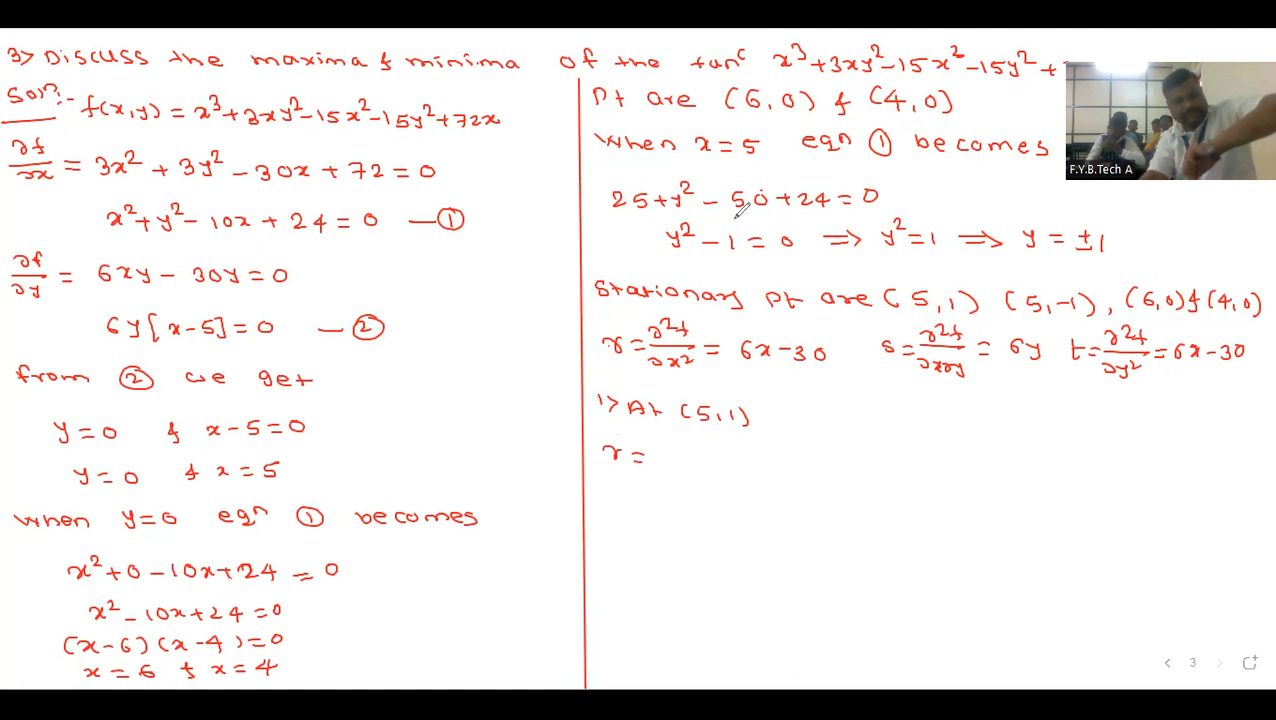 3> Discuss the maxima & minima of the func x³+3xy²-15x²-15y²+7
Soln:- f(x,y) = x³+3xy²-15x²-15y²+72x
∂f/∂x = 3x² + 3y² - 30x + 72 = 0
x²+y²-10x+24=0 —①
∂f/∂y = 6xy - 30y = 0
6y[x-5]=0 —②
from ② we get
y=0 & x-5=0
y=0 & x=5
When y=0 eqn ① becomes
x²+0-10x+24=0
x²-10x+24=0
(x-6)(x-4)=0
x=6 & x=4
Pt are (6,0) & (4,0)
When x=5 eqn ① becomes
25+y²-50+24=0
y²-1=0 ⇒ y²=1 ⇒ y=±1
Stationary pt are (5,1) (5,-1), (6,0)&(4,0)
r=∂²f/∂x² = 6x-30 s=∂²f/∂x∂y = 6y t=∂²f/∂y²=6x-30
1> At (5,1)
r=
F.Y.B.Tech A
3